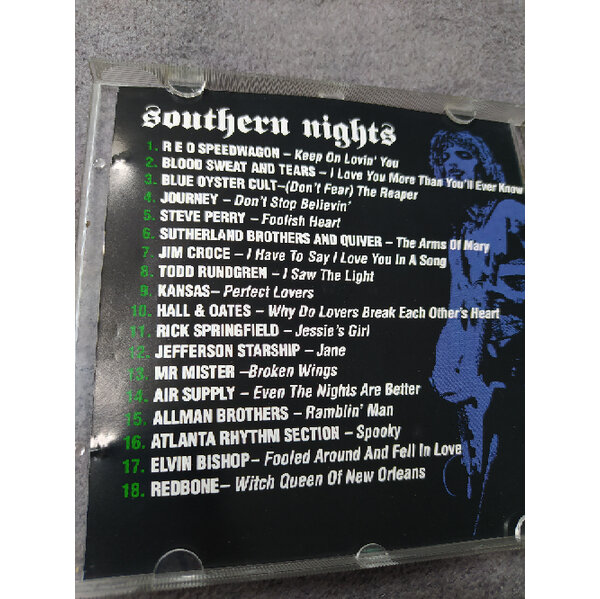 southern nights
1. R E O SPEEDWAGON – Keep On Lovin' You
2. BLOOD SWEAT AND TEARS – I Love You More Than You'll Ever Know
3. BLUE OYSTER CULT–(Don't Fear) The Reaper
4. JOURNEY – Don't Stop Believin'
5. STEVE PERRY – Foolish Heart
6. SUTHERLAND BROTHERS AND QUIVER – The Arms Of Mary
7. JIM CROCE – I Have To Say I Love You In A Song
8. TODD RUNDGREN – I Saw The Light
9. KANSAS– Perfect Lovers
10. HALL & OATES – Why Do Lovers Break Each Other's Heart
11. RICK SPRINGFIELD – Jessie's Girl
12. JEFFERSON STARSHIP – Jane
13. MR MISTER –Broken Wings
14. AIR SUPPLY – Even The Nights Are Better
15. ALLMAN BROTHERS – Ramblin' Man
16. ATLANTA RHYTHM SECTION – Spooky
17. ELVIN BISHOP– Fooled Around And Fell In Love
18. REDBONE– Witch Queen Of New Orleans